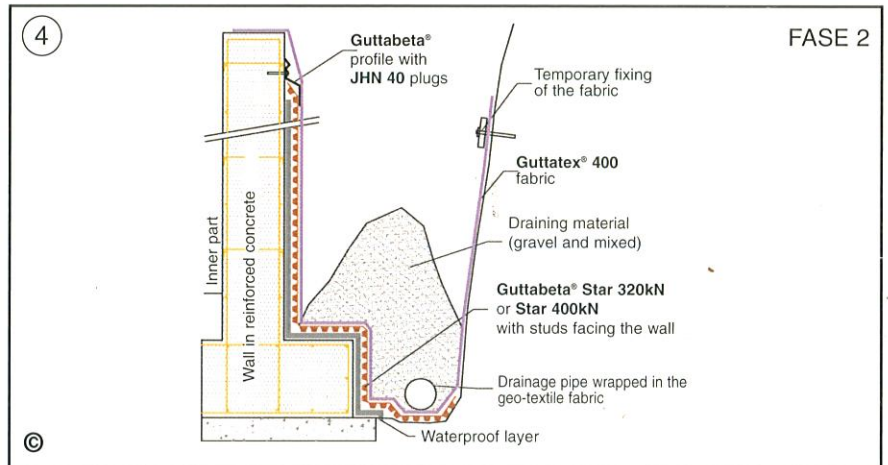 4
FASE 2
Guttabeta®
profile with
JHN 40 plugs
Temporary fixing
of the fabric
Guttatex® 400
fabric
Draining material
(gravel and mixed)
Inner part
Wall in reinforced concrete
Guttabeta® Star 320kN
or Star 400kN
with studs facing the wall
Drainage pipe wrapped in the
geo-textile fabric
Waterproof layer
©